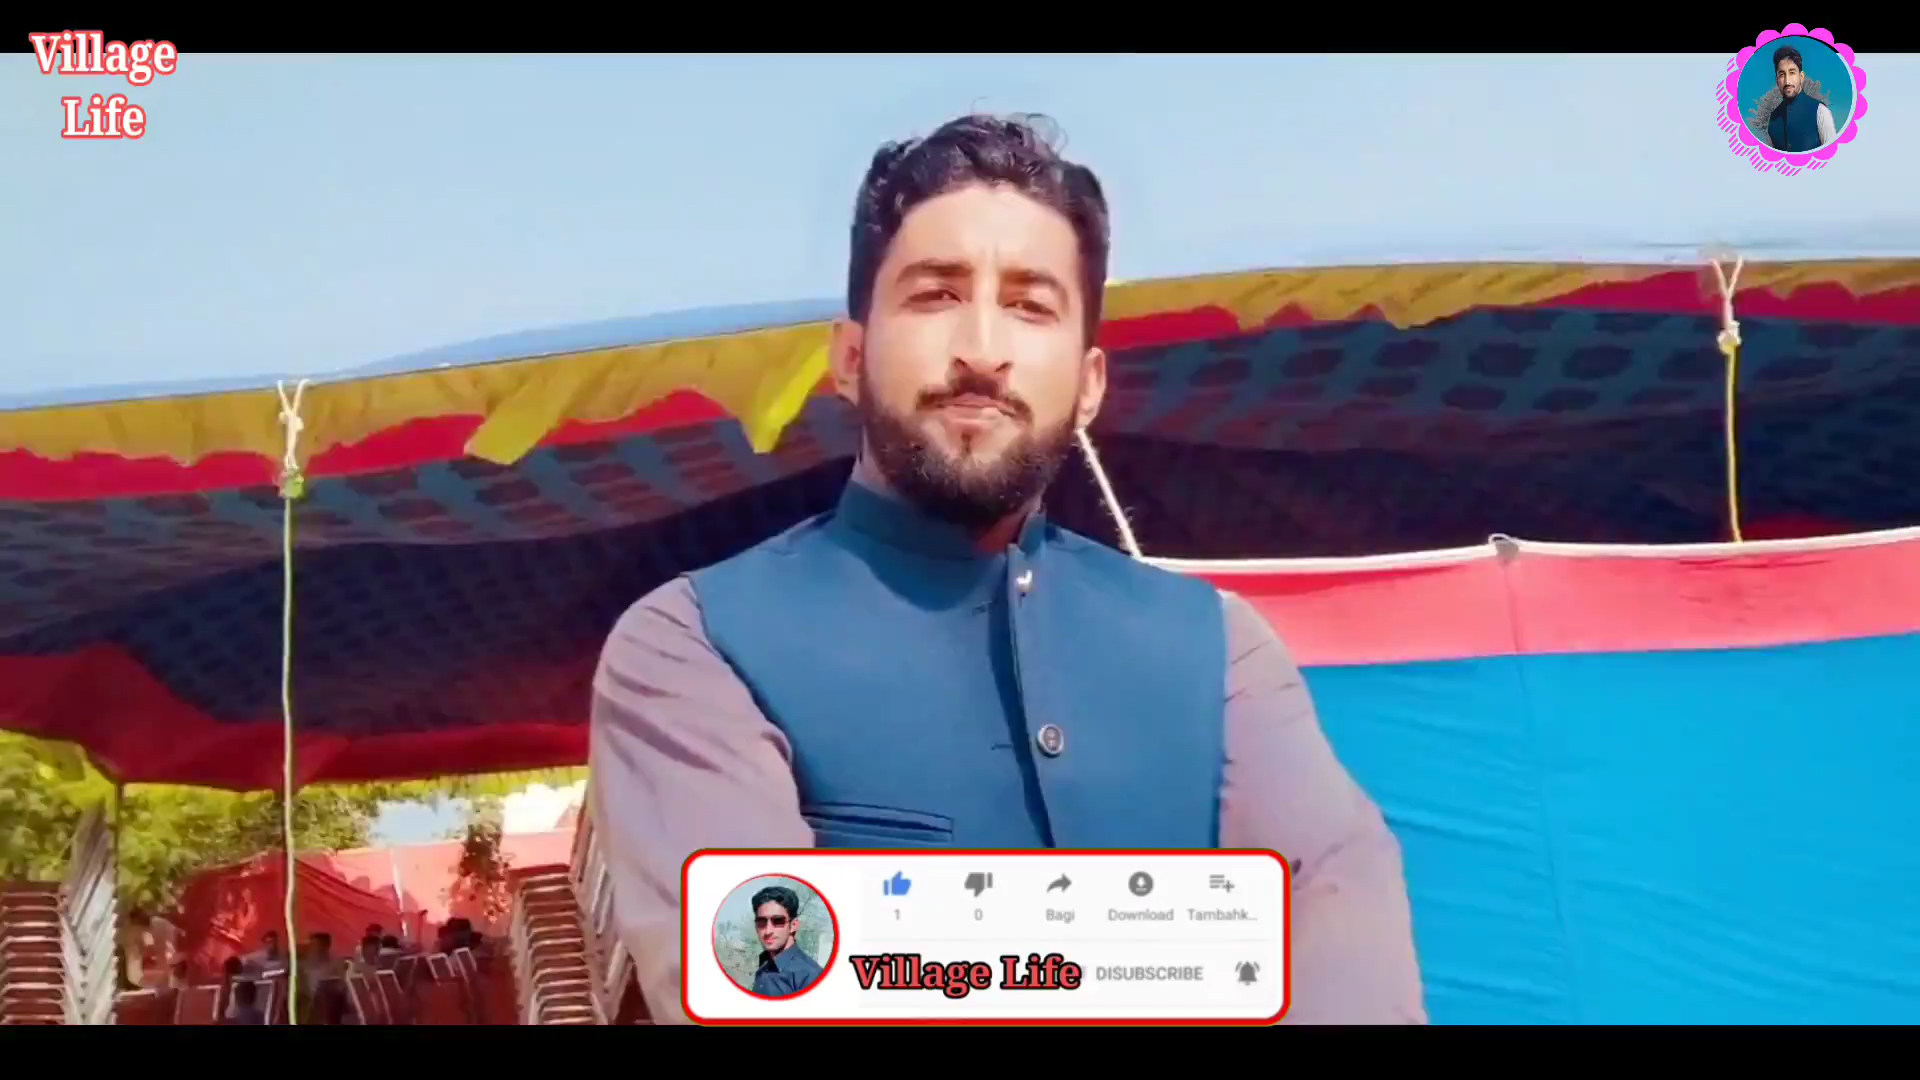 Village
Life
1
0
Bagi
Download
Tambahk...
Village Life
DISUBSCRIBE